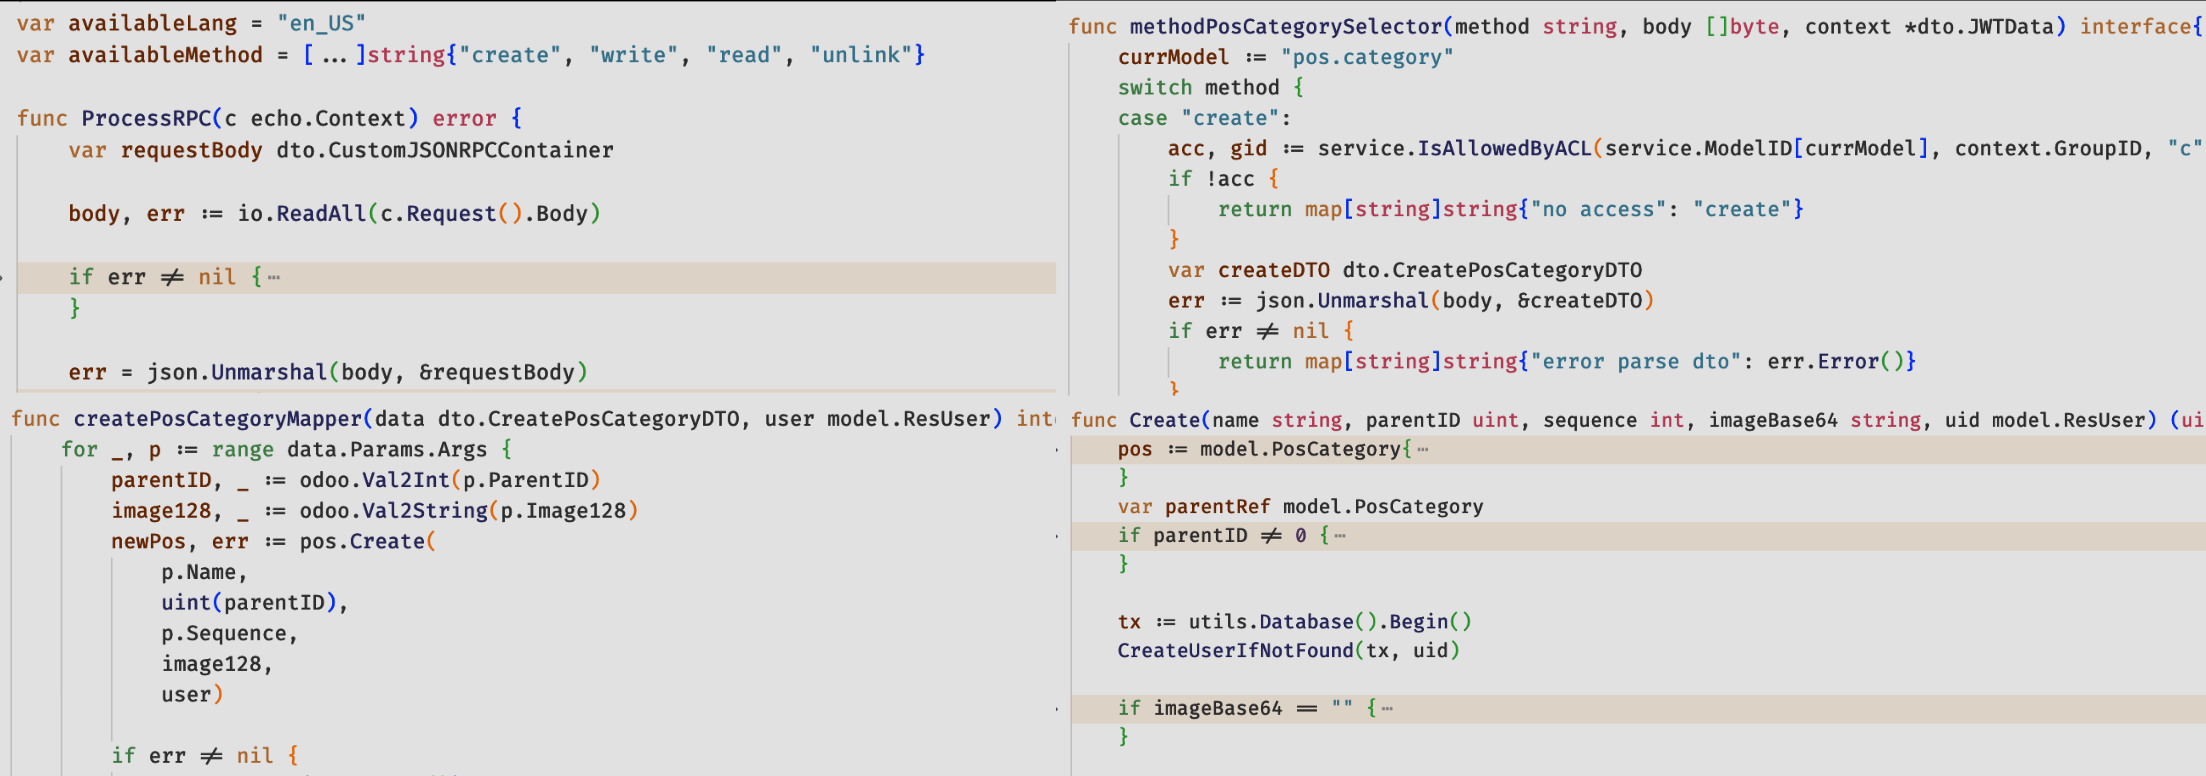 var availableLang = "en_US"
var availableMethod = [...]string{"create", "write", "read", "unlink"}
func ProcessRPC(c echo.Context) error {
var requestBody dto.CustomJSONRPCContainer
body, err := io.ReadAll(c.Request().Body)
if err != nil {…
}
err = json.Unmarshal(body, &requestBody)
func methodPosCategorySelector(method string, body []byte, context *dto.JWTData) interface{
currModel := "pos.category"
switch method {
case "create":
acc, gid := service.IsAllowedByACL(service.ModelID[currModel], context.GroupID, "c"
if !acc {
return map[string]string{"no access": "create"}
}
var createDTO dto.CreatePosCategoryDTO
err := json.Unmarshal(body, &createDTO)
if err != nil {
return map[string]string{"error parse dto": err.Error()}
}
func createPosCategoryMapper(data dto.CreatePosCategoryDTO, user model.ResUser) inte
for _, p := range data.Params.Args {
parentID, _ := odoo.Val2Int(p.ParentID)
image128, _ := odoo.Val2String(p.Image128)
newPos, err := pos.Create(
p.Name,
uint(parentID),
p.Sequence,
image128,
user)
if err != nil {
func Create(name string, parentID uint, sequence int, imageBase64 string, uid model.ResUser) (ui
pos := model.PosCategory{…
}
var parentRef model.PosCategory
if parentID != 0 {…
}
tx := utils.Database().Begin()
CreateUserIfNotFound(tx, uid)
if imageBase64 == "" {…
}